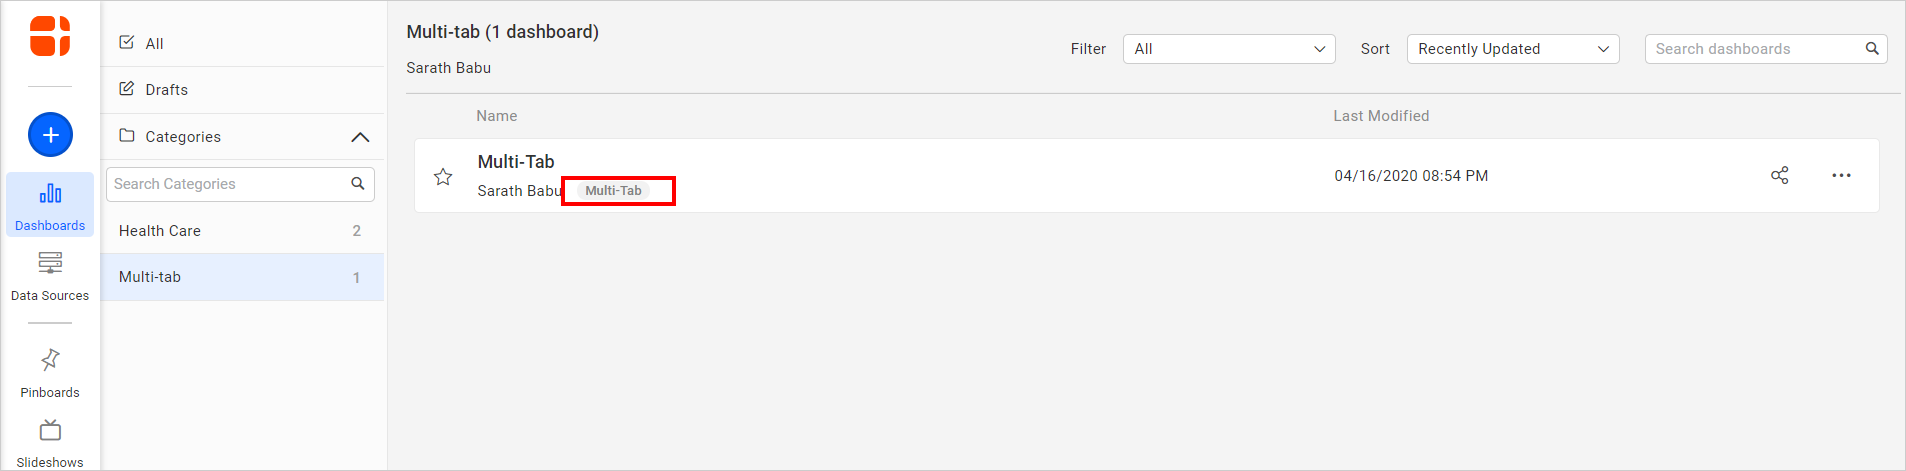 Dashboards
Data Sources
Pinboards
Slideshows
All
Drafts
Categories
Search Categories
Health Care 2
Multi-tab 1
Multi-tab (1 dashboard)
Sarath Babu
Filter All Sort Recently Updated Search dashboards
Name Last Modified
Multi-Tab
Sarath Babu Multi-Tab
04/16/2020 08:54 PM